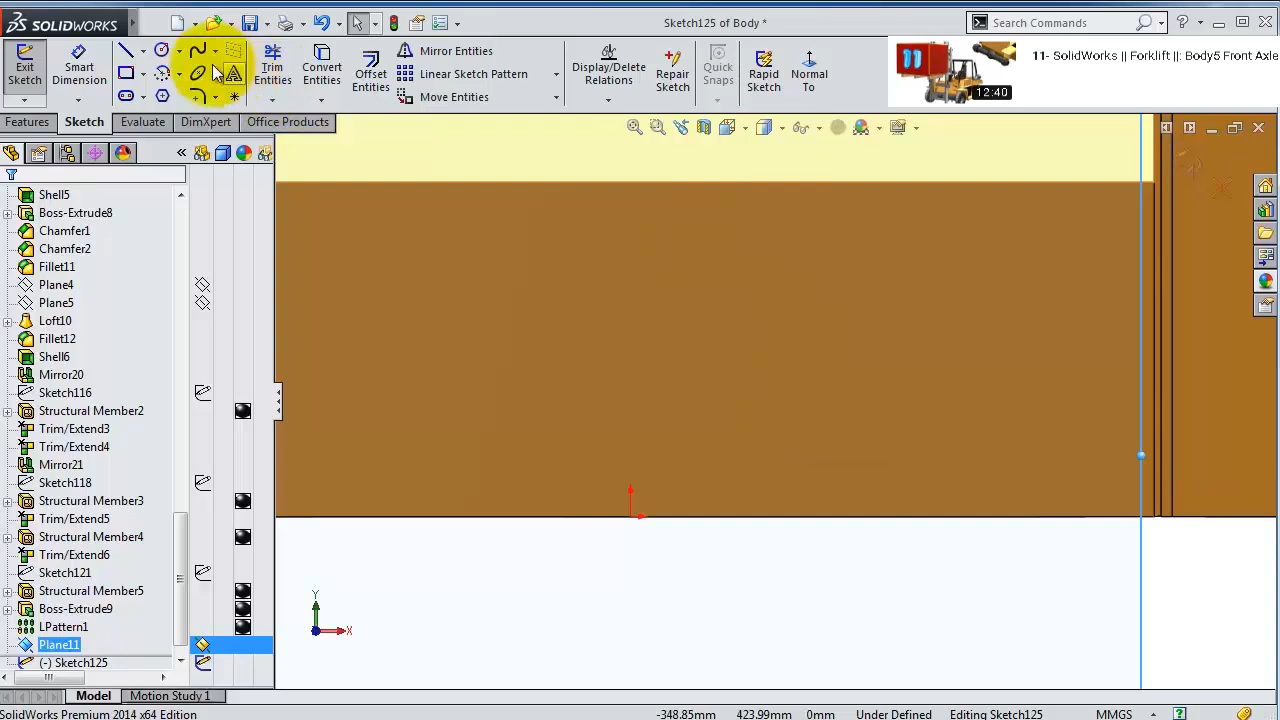 SOLIDWORKS
Sketch125 of Body *
Search Commands
Exit Sketch
Smart Dimension
Trim Entities
Convert Entities
Offset Entities
Mirror Entities
Linear Sketch Pattern
Move Entities
Display/Delete Relations
Repair Sketch
Quick Snaps
Rapid Sketch
Normal To
11
12:40
11- SolidWorks || Forklift ||: Body5 Front Axle
Features
Sketch
Evaluate
DimXpert
Office Products
Shell5
Boss-Extrude8
Chamfer1
Chamfer2
Fillet11
Plane4
Plane5
Loft10
Fillet12
Shell6
Mirror20
Sketch116
Structural Member2
Trim/Extend3
Trim/Extend4
Mirror21
Sketch118
Structural Member3
Trim/Extend5
Structural Member4
Trim/Extend6
Sketch121
Structural Member5
Boss-Extrude9
LPattern1
Plane11
(-) Sketch125
Y
X
Model
Motion Study 1
SolidWorks Premium 2014 x64 Edition
-348.85mm
423.99mm
0mm
Under Defined
Editing Sketch125
MMGS